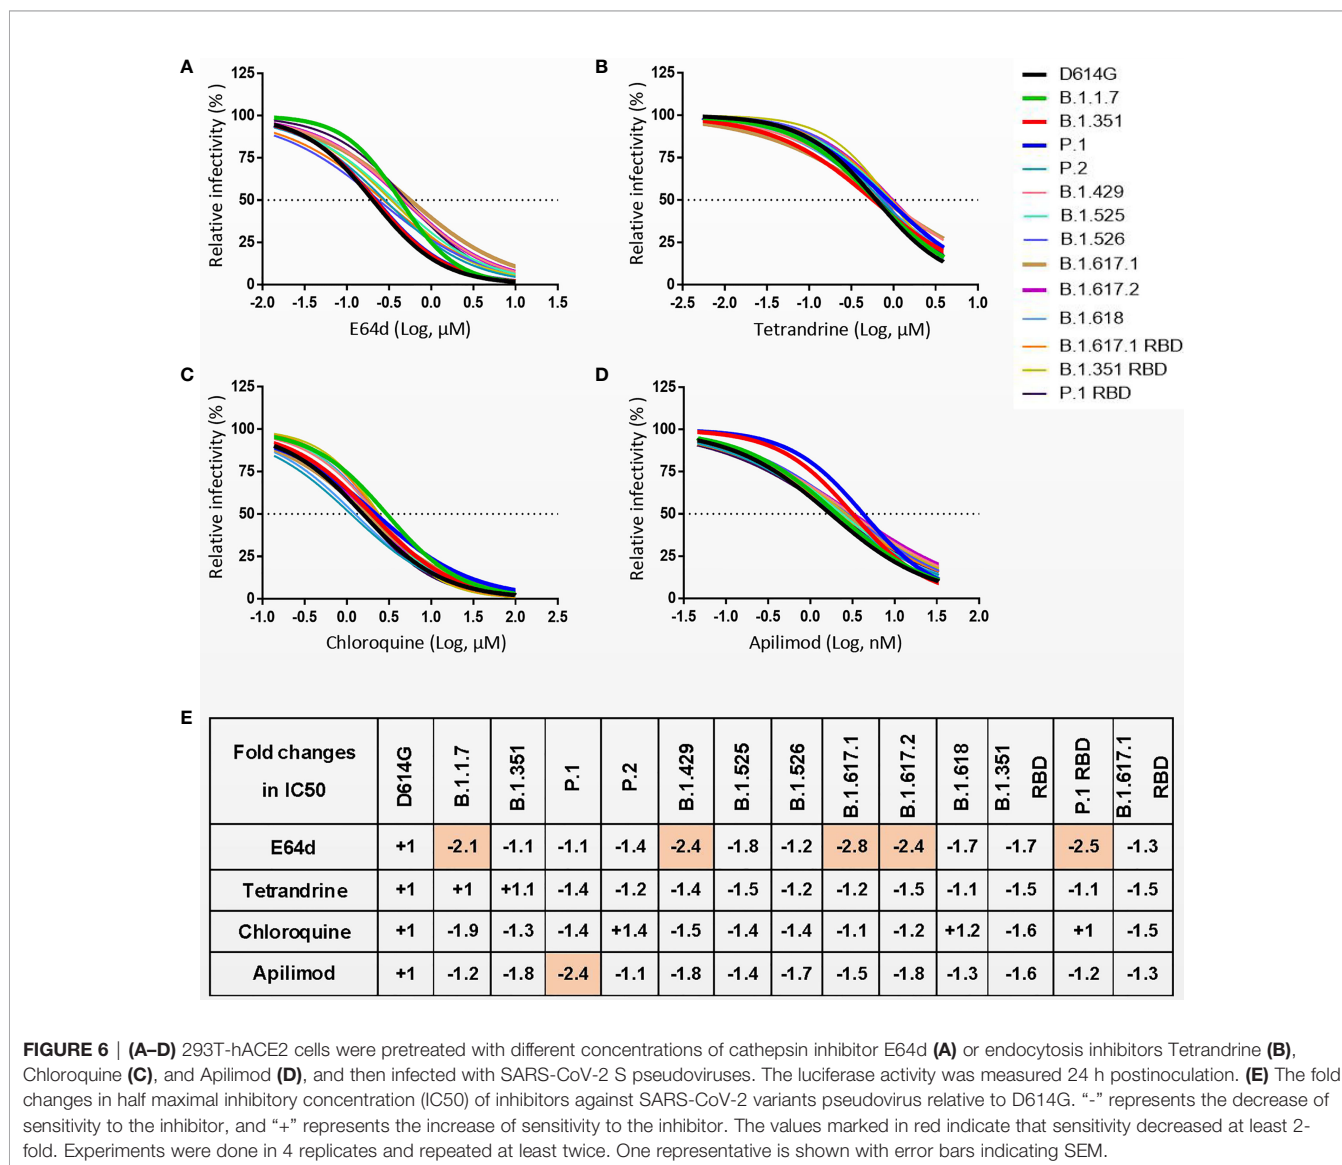 A
125
100
75
50
25
0
Relative infectivity (%)
-2.0 -1.5 -1.0 -0.5 0.0 0.5 1.0 1.5
E64d (Log, μM)
B
125
100
75
50
25
0
Relative infectivity (%)
-2.5 -2.0 -1.5 -1.0 -0.5 0.0 0.5 1.0
Tetrandrine (Log, μM)
D614G
B.1.1.7
B.1.351
P.1
P.2
B.1.429
B.1.525
B.1.526
B.1.617.1
B.1.617.2
B.1.618
B.1.617.1 RBD
B.1.351 RBD
P.1 RBD
C
125
100
75
50
25
0
Relative infectivity (%)
-1.0 -0.5 0.0 0.5 1.0 1.5 2.0 2.5
Chloroquine (Log, μM)
D
125
100
75
50
25
0
Relative infectivity (%)
-1.5 -1.0 -0.5 0.0 0.5 1.0 1.5 2.0
Apilimod (Log, nM)
E
Fold changes
in IC50
D614G
B.1.1.7
B.1.351
P.1
P.2
B.1.429
B.1.525
B.1.526
B.1.617.1
B.1.617.2
B.1.618
B.1.351
RBD
P.1 RBD
B.1.617.1
RBD
E64d +1 -2.1 -1.1 -1.1 -1.4 -2.4 -1.8 -1.2 -2.8 -2.4 -1.7 -1.7 -2.5 -1.3
Tetrandrine +1 +1 +1.1 -1.4 -1.2 -1.4 -1.5 -1.2 -1.2 -1.5 -1.1 -1.5 -1.1 -1.5
Chloroquine +1 -1.9 -1.3 -1.4 +1.4 -1.5 -1.4 -1.4 -1.1 -1.2 +1.2 -1.6 +1 -1.5
Apilimod +1 -1.2 -1.8 -2.4 -1.1 -1.8 -1.4 -1.7 -1.5 -1.8 -1.3 -1.6 -1.2 -1.3
FIGURE 6 | (A–D) 293T-hACE2 cells were pretreated with different concentrations of cathepsin inhibitor E64d (A) or endocytosis inhibitors Tetrandrine (B),
Chloroquine (C), and Apilimod (D), and then infected with SARS-CoV-2 S pseudoviruses. The luciferase activity was measured 24 h postinoculation. (E) The fold
changes in half maximal inhibitory concentration (IC50) of inhibitors against SARS-CoV-2 variants pseudovirus relative to D614G. “-” represents the decrease of
sensitivity to the inhibitor, and “+” represents the increase of sensitivity to the inhibitor. The values marked in red indicate that sensitivity decreased at least 2-
fold. Experiments were done in 4 replicates and repeated at least twice. One representative is shown with error bars indicating SEM.